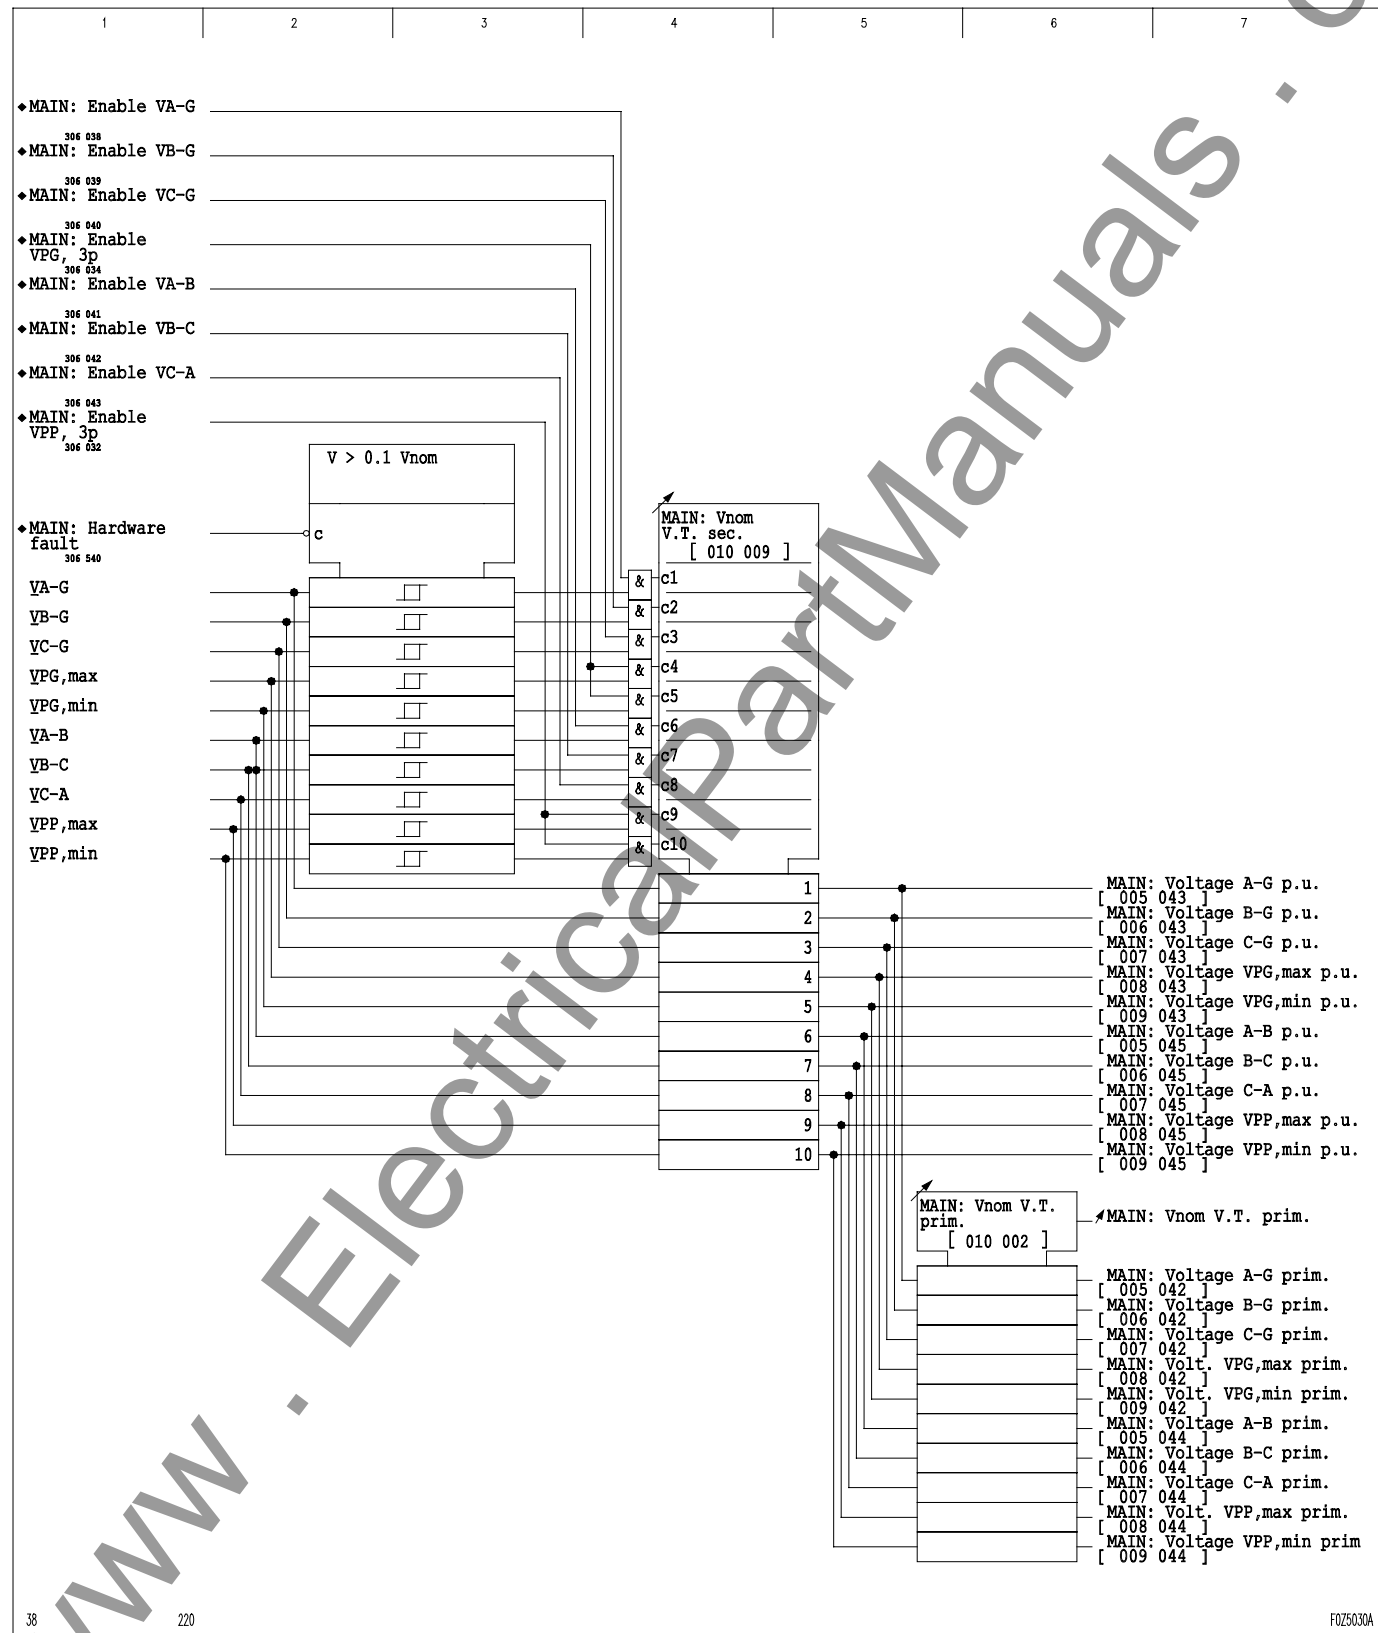 1 2 3 4 5 6 7
◆MAIN: Enable VA-G
306 038
◆MAIN: Enable VB-G
306 039
◆MAIN: Enable VC-G
306 040
◆MAIN: Enable
VPG, 3p
306 034
◆MAIN: Enable VA-B
306 041
◆MAIN: Enable VB-C
306 042
◆MAIN: Enable VC-A
306 043
◆MAIN: Enable
VPP, 3p
306 032
V > 0.1 Vnom
◆MAIN: Hardware
fault
306 540
c
MAIN: Vnom
V.T. sec.
[ 010 009 ]
VA-G
VB-G
VC-G
VPG,max
VPG,min
VA-B
VB-C
VC-A
VPP,max
VPP,min
& c1
& c2
& c3
& c4
& c5
& c6
& c7
& c8
& c9
& c10
1 MAIN: Voltage A-G p.u.
[ 005 043 ]
2 MAIN: Voltage B-G p.u.
[ 006 043 ]
3 MAIN: Voltage C-G p.u.
[ 007 043 ]
4 MAIN: Voltage VPG,max p.u.
[ 008 043 ]
5 MAIN: Voltage VPG,min p.u.
[ 009 043 ]
6 MAIN: Voltage A-B p.u.
[ 005 045 ]
7 MAIN: Voltage B-C p.u.
[ 006 045 ]
8 MAIN: Voltage C-A p.u.
[ 007 045 ]
9 MAIN: Voltage VPP,max p.u.
[ 008 045 ]
10 MAIN: Voltage VPP,min p.u.
[ 009 045 ]
MAIN: Vnom V.T.
prim.
[ 010 002 ]
MAIN: Vnom V.T. prim.
MAIN: Voltage A-G prim.
[ 005 042 ]
MAIN: Voltage B-G prim.
[ 006 042 ]
MAIN: Voltage C-G prim.
[ 007 042 ]
MAIN: Volt. VPG,max prim.
[ 008 042 ]
MAIN: Volt. VPG,min prim.
[ 009 042 ]
MAIN: Voltage A-B prim.
[ 005 044 ]
MAIN: Voltage B-C prim.
[ 006 044 ]
MAIN: Voltage C-A prim.
[ 007 044 ]
MAIN: Volt. VPP,max prim.
[ 008 044 ]
MAIN: Voltage VPP,min prim
[ 009 044 ]
38 220 F0Z5030A
ww . ElectricalPartManuals .